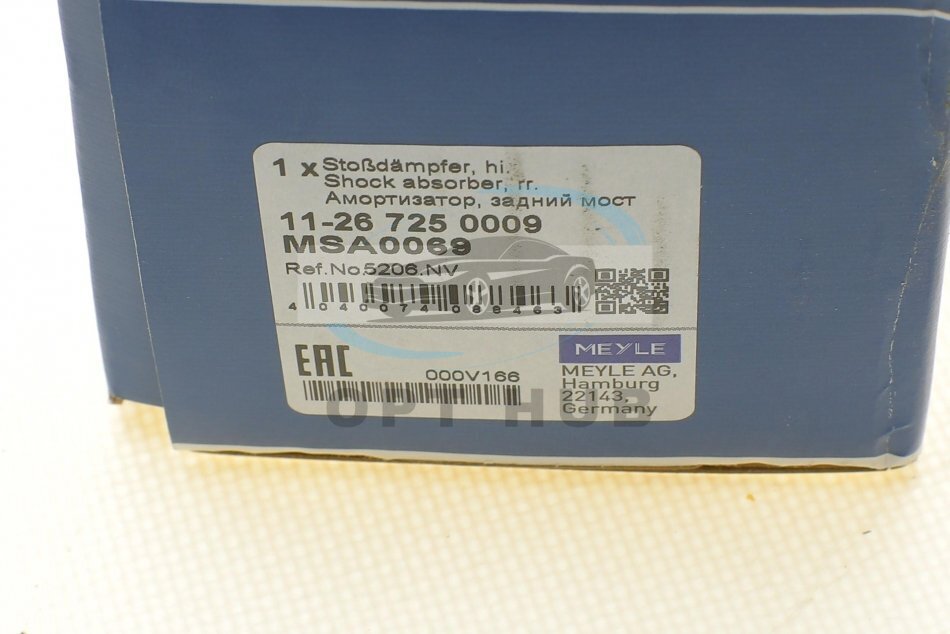 1 x Stoßdämpfer, hi.
Shock absorber, rr.
Амортизатор, задний мост
11-26 725 0009
MSA0069
Ref.No.5206.NV
4 040074 088463
EAC
000V166
MEYLE
MEYLE AG,
Hamburg
22143,
Germany
OPT HUB